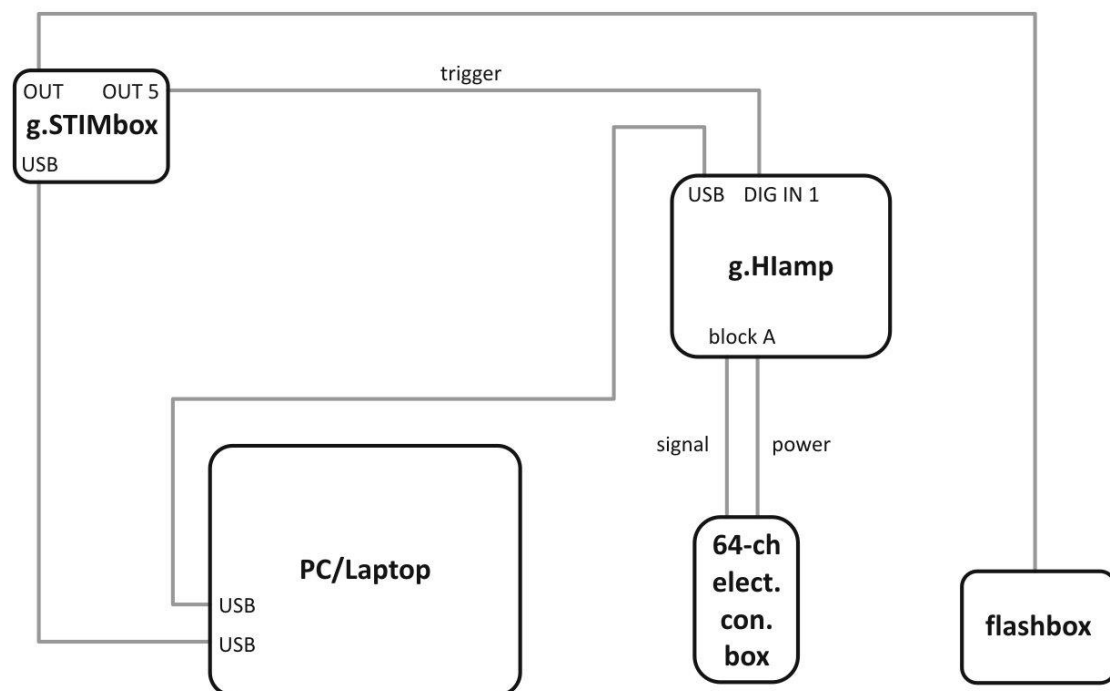 trigger
OUT OUT 5
g.STIMbox
USB
USB DIG IN 1
g.HIamp
block A
signal power
PC/Laptop
USB
USB
64-ch
elect.
con.
box
flashbox